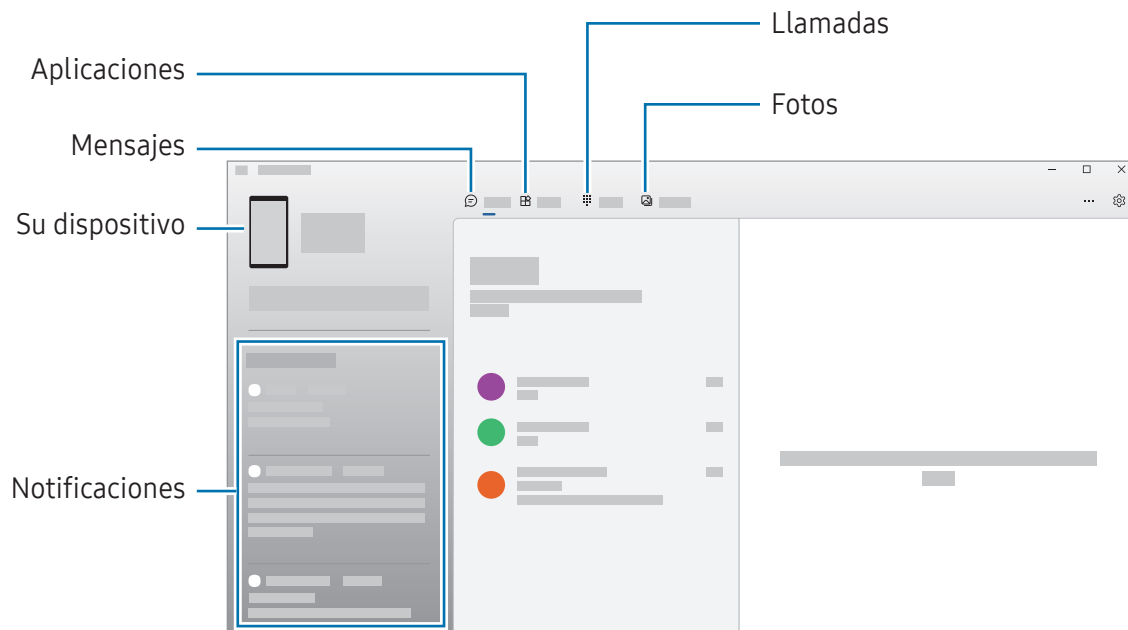 Llamadas
Aplicaciones
Fotos
Mensajes
Su dispositivo
Notificaciones